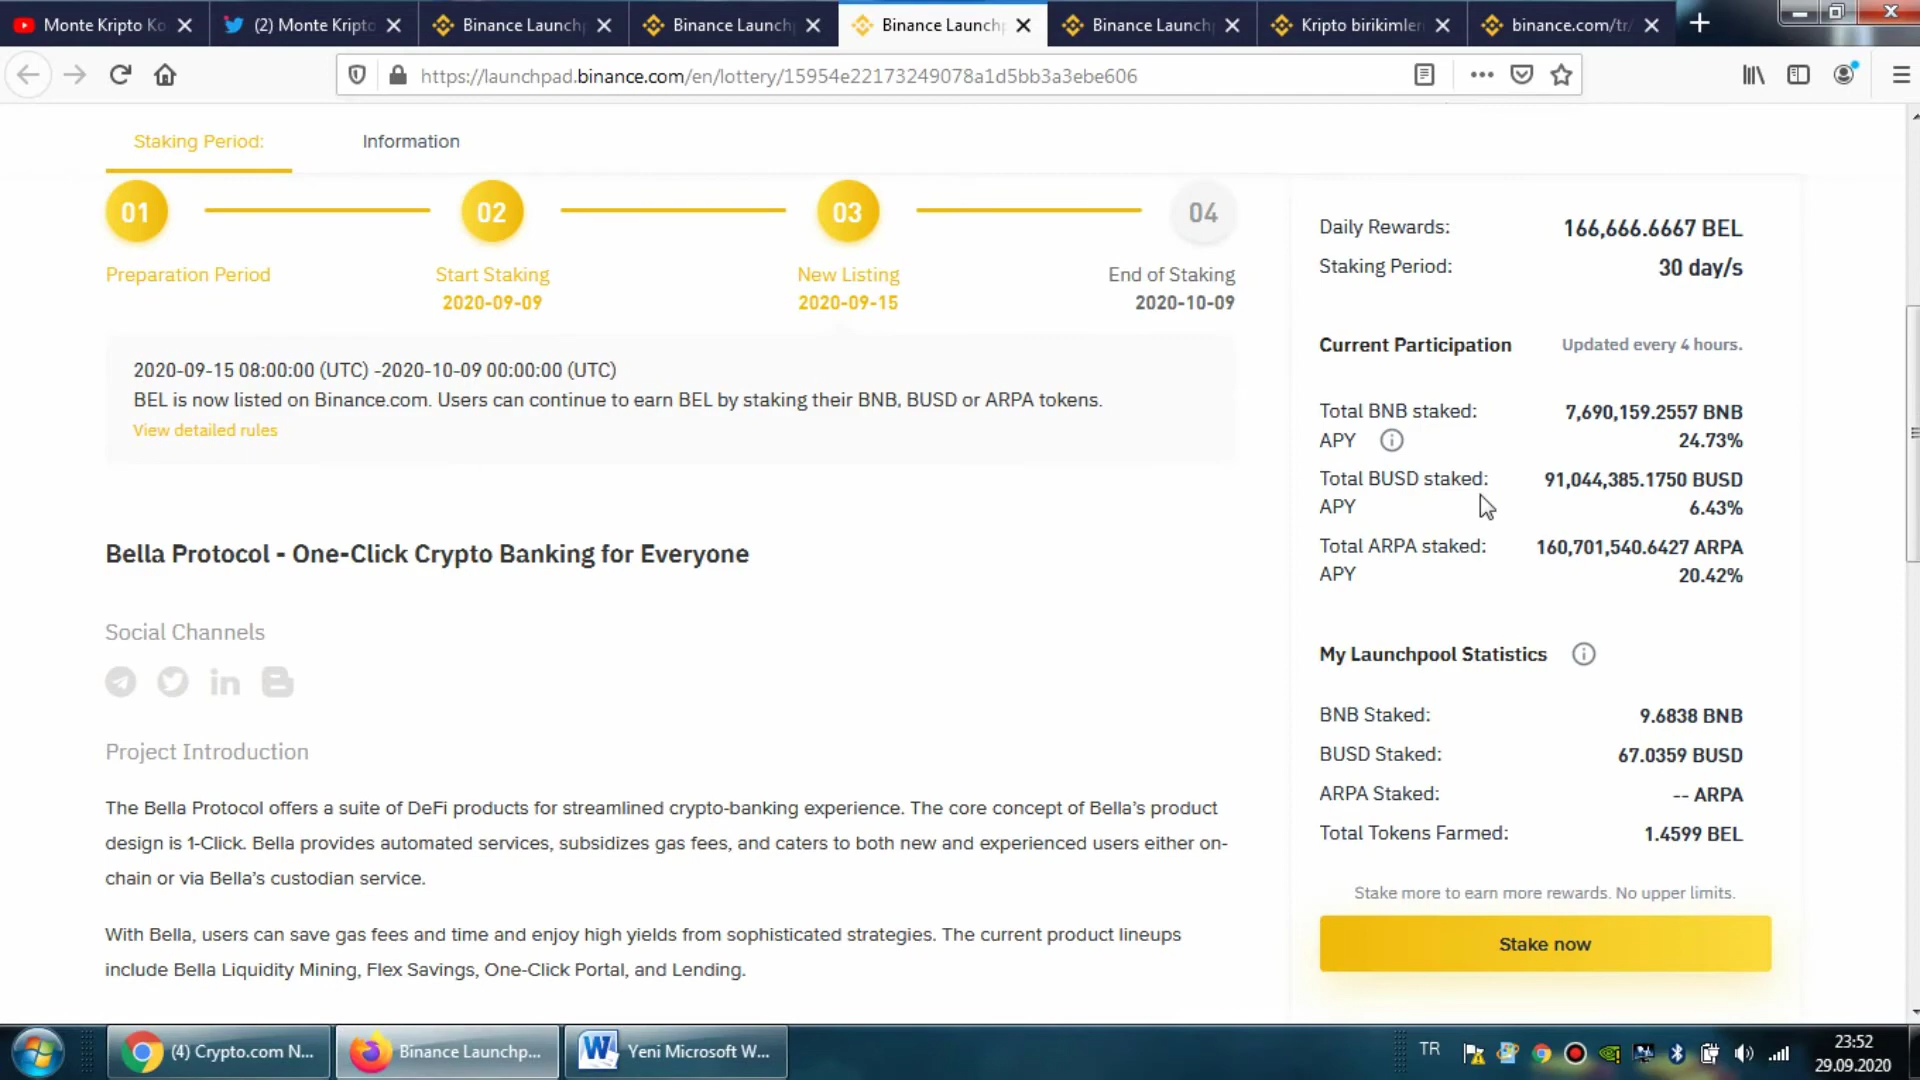 Monte Kripto Ko
(2) Monte Kripto
Binance Launchp
Binance Launchp
Binance Launchp
Binance Launchp
Kripto birikimler
binance.com/tr/
https://launchpad.binance.com/en/lottery/15954e22173249078a1d5bb3a3ebe606
Staking Period:
Information
01
02
03
04
Preparation Period
Start Staking
2020-09-09
New Listing
2020-09-15
End of Staking
2020-10-09
2020-09-15 08:00:00 (UTC) -2020-10-09 00:00:00 (UTC)
BEL is now listed on Binance.com. Users can continue to earn BEL by staking their BNB, BUSD or ARPA tokens.
View detailed rules
Bella Protocol - One-Click Crypto Banking for Everyone
Social Channels
Project Introduction
The Bella Protocol offers a suite of DeFi products for streamlined crypto-banking experience. The core concept of Bella's product
design is 1-Click. Bella provides automated services, subsidizes gas fees, and caters to both new and experienced users either on-
chain or via Bella's custodian service.
With Bella, users can save gas fees and time and enjoy high yields from sophisticated strategies. The current product lineups
include Bella Liquidity Mining, Flex Savings, One-Click Portal, and Lending.
Daily Rewards: 166,666.6667 BEL
Staking Period: 30 day/s
Current Participation Updated every 4 hours.
Total BNB staked: 7,690,159.2557 BNB
APY 24.73%
Total BUSD staked: 91,044,385.1750 BUSD
APY 6.43%
Total ARPA staked: 160,701,540.6427 ARPA
APY 20.42%
My Launchpool Statistics
BNB Staked: 9.6838 BNB
BUSD Staked: 67.0359 BUSD
ARPA Staked: -- ARPA
Total Tokens Farmed: 1.4599 BEL
Stake more to earn more rewards. No upper limits.
Stake now
(4) Crypto.com N...
Binance Launchp...
Yeni Microsoft W...
TR
23:52
29.09.2020